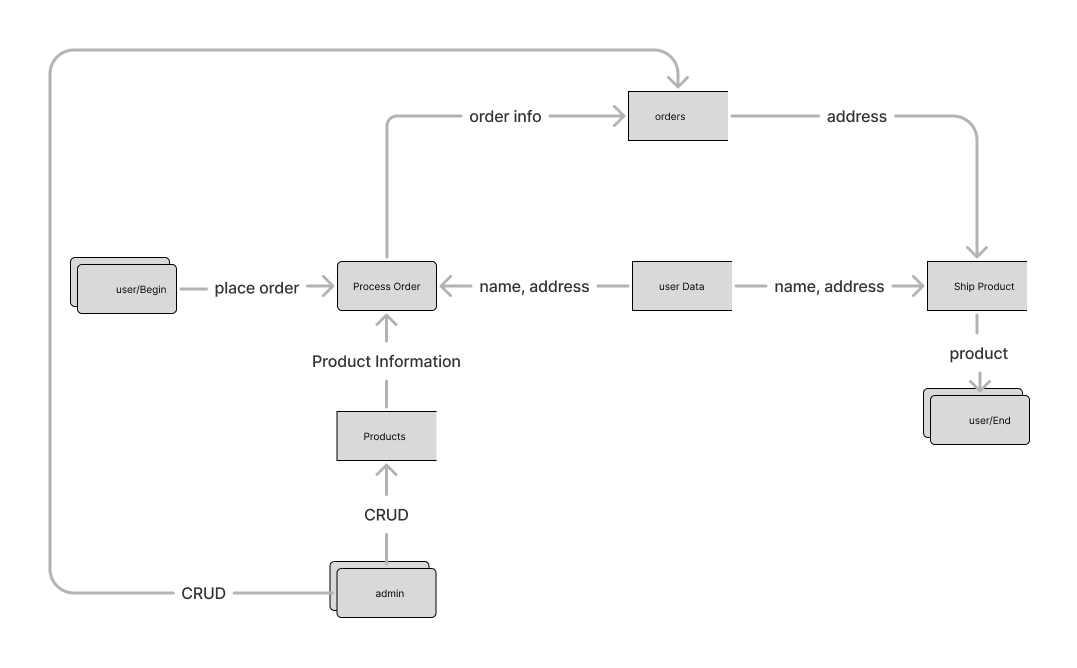 order info
orders
address
user/Begin
place order
Process Order
name, address
user Data
name, address
Ship Product
Product Information
product
Products
user/End
CRUD
CRUD
admin